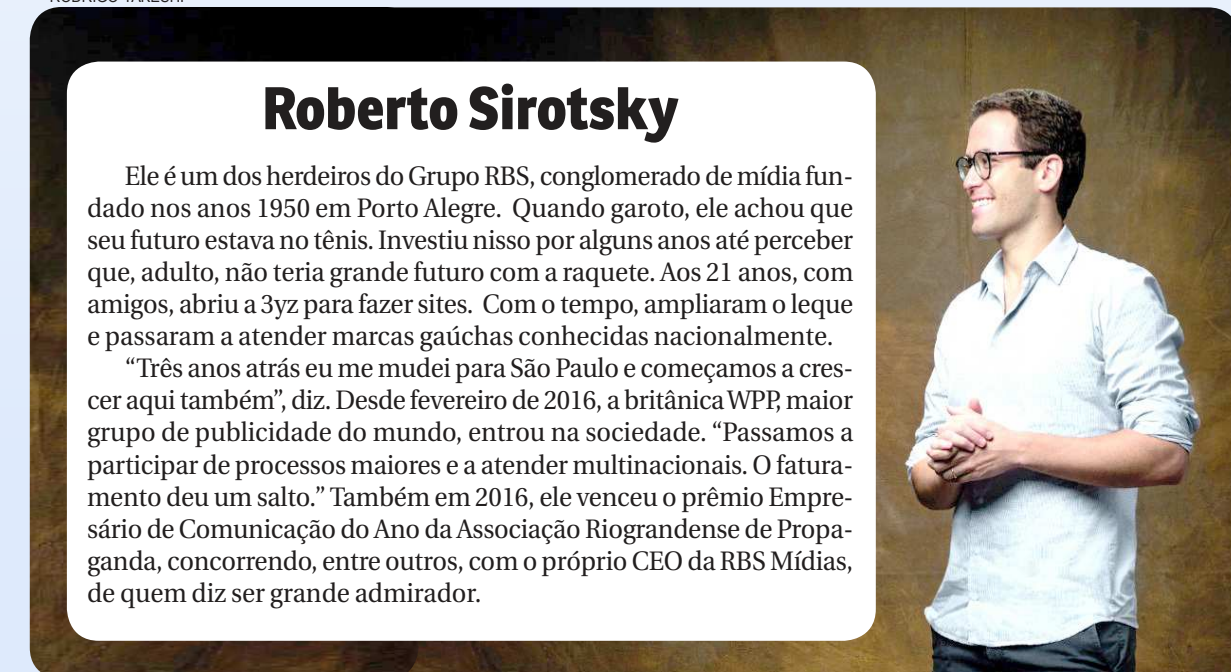 Roberto Sirotsky
Ele é um dos herdeiros do Grupo RBS, conglomerado de mídia fun-
dado nos anos 1950 em Porto Alegre. Quando garoto, ele achou que
seu futuro estava no tênis. Investiu nisso por alguns anos até perceber
que, adulto, não teria grande futuro com a raquete. Aos 21 anos, com
amigos, abriu a 3yz para fazer sites. Com o tempo, ampliaram o leque
e passaram a atender marcas gaúchas conhecidas nacionalmente.
“Três anos atrás eu me mudei para São Paulo e começamos a cres-
cer aqui também”, diz. Desde fevereiro de 2016, a britânica WPP, maior
grupo de publicidade do mundo, entrou na sociedade. “Passamos a
participar de processos maiores e a atender multinacionais. O fatura-
mento deu um salto.” Também em 2016, ele venceu o prêmio Empre-
sário de Comunicação do Ano da Associação Riograndense de Propa-
ganda, concorrendo, entre outros, com o próprio CEO da RBS Mídias,
de quem diz ser grande admirador.